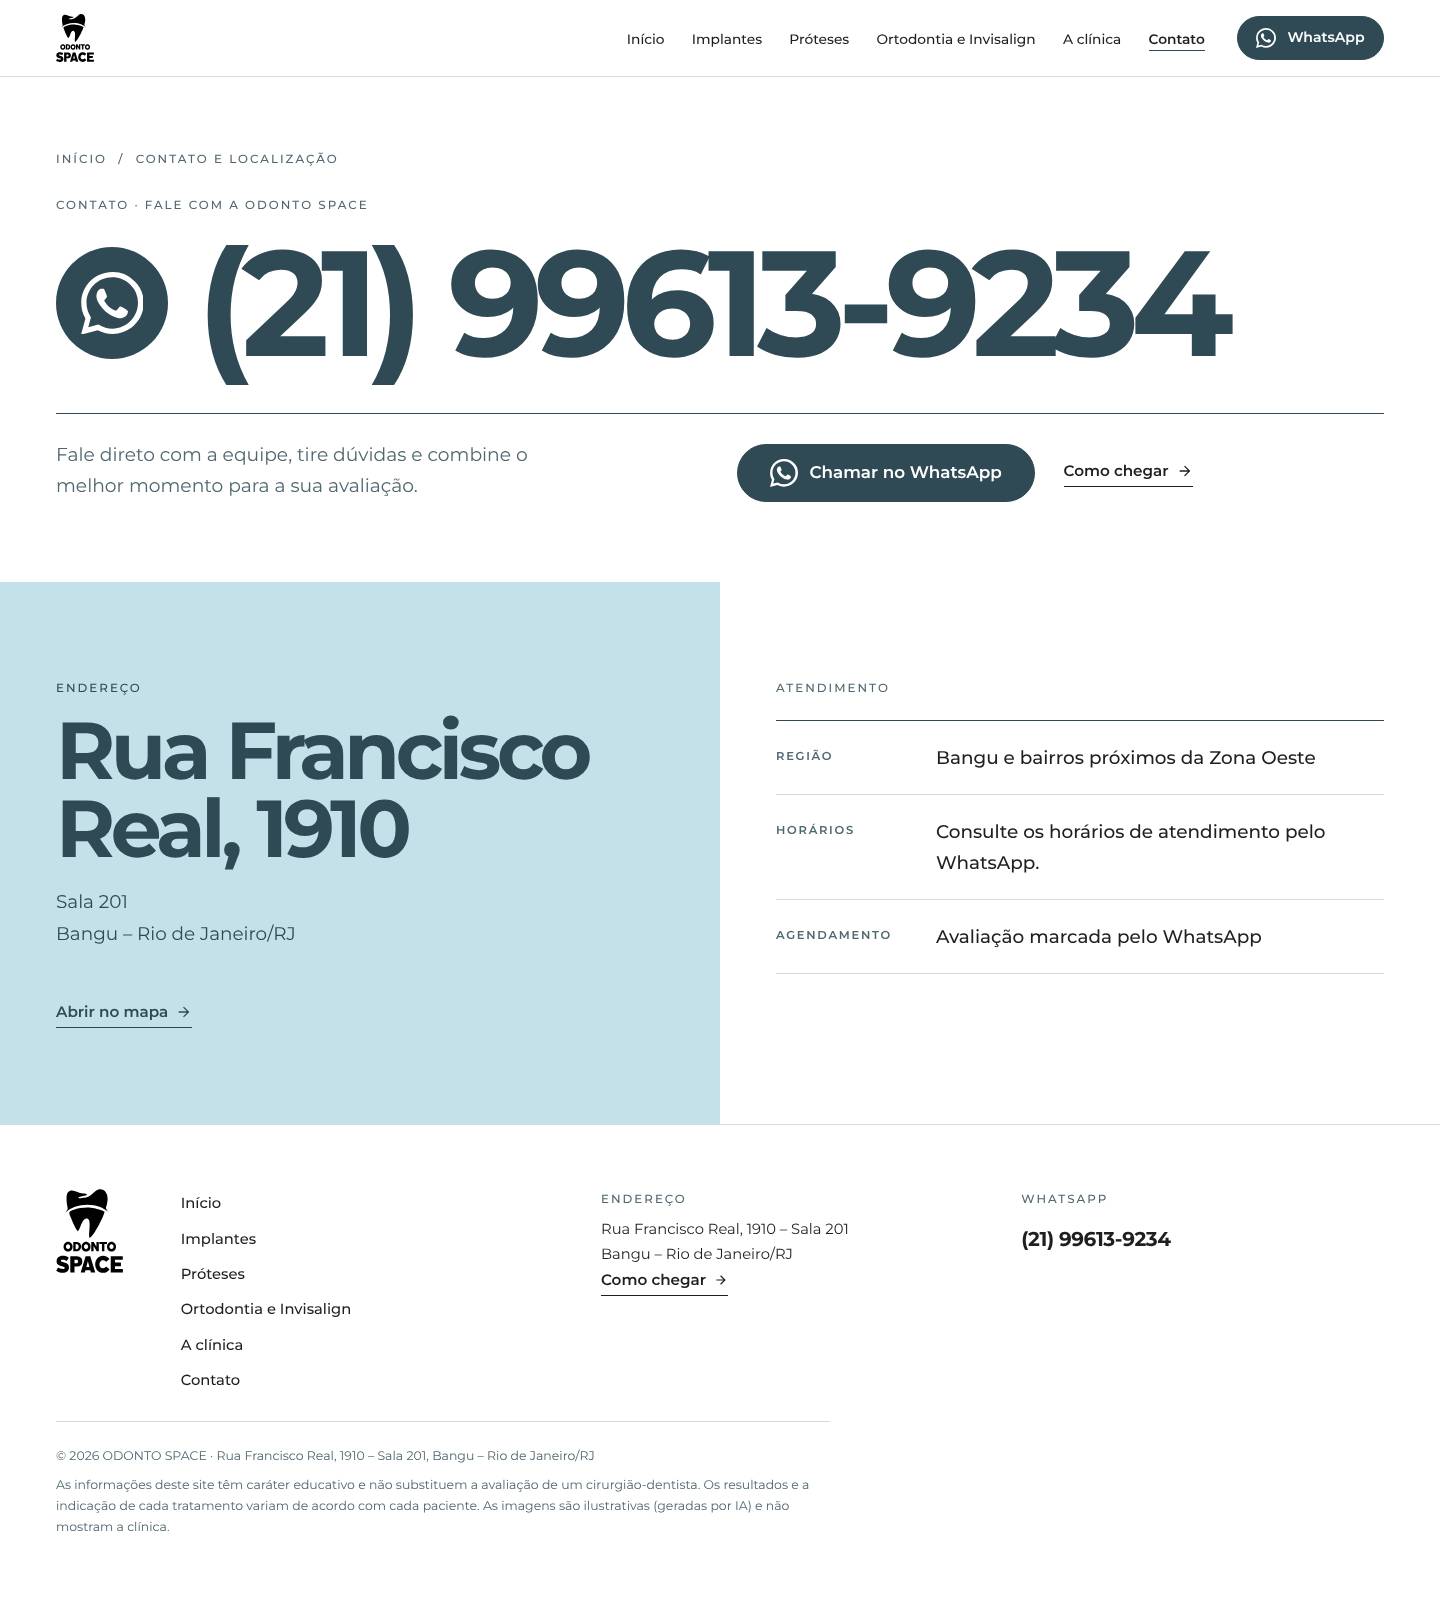 ODONTO
SPACE
Início
Implantes
Próteses
Ortodontia e Invisalign
A clínica
Contato
WhatsApp
INÍCIO / CONTATO E LOCALIZAÇÃO
CONTATO · FALE COM A ODONTO SPACE
(21) 99613-9234
Fale direto com a equipe, tire dúvidas e combine o
melhor momento para a sua avaliação.
Chamar no WhatsApp
Como chegar →
ENDEREÇO
Rua Francisco
Real, 1910
Sala 201
Bangu – Rio de Janeiro/RJ
Abrir no mapa →
ATENDIMENTO
REGIÃO
Bangu e bairros próximos da Zona Oeste
HORÁRIOS
Consulte os horários de atendimento pelo
WhatsApp.
AGENDAMENTO
Avaliação marcada pelo WhatsApp
ODONTO
SPACE
Início
Implantes
Próteses
Ortodontia e Invisalign
A clínica
Contato
ENDEREÇO
Rua Francisco Real, 1910 – Sala 201
Bangu – Rio de Janeiro/RJ
Como chegar →
WHATSAPP
(21) 99613-9234
© 2026 ODONTO SPACE · Rua Francisco Real, 1910 – Sala 201, Bangu – Rio de Janeiro/RJ
As informações deste site têm caráter educativo e não substituem a avaliação de um cirurgião-dentista. Os resultados e a
indicação de cada tratamento variam de acordo com cada paciente. As imagens são ilustrativas (geradas por IA) e não
mostram a clínica.